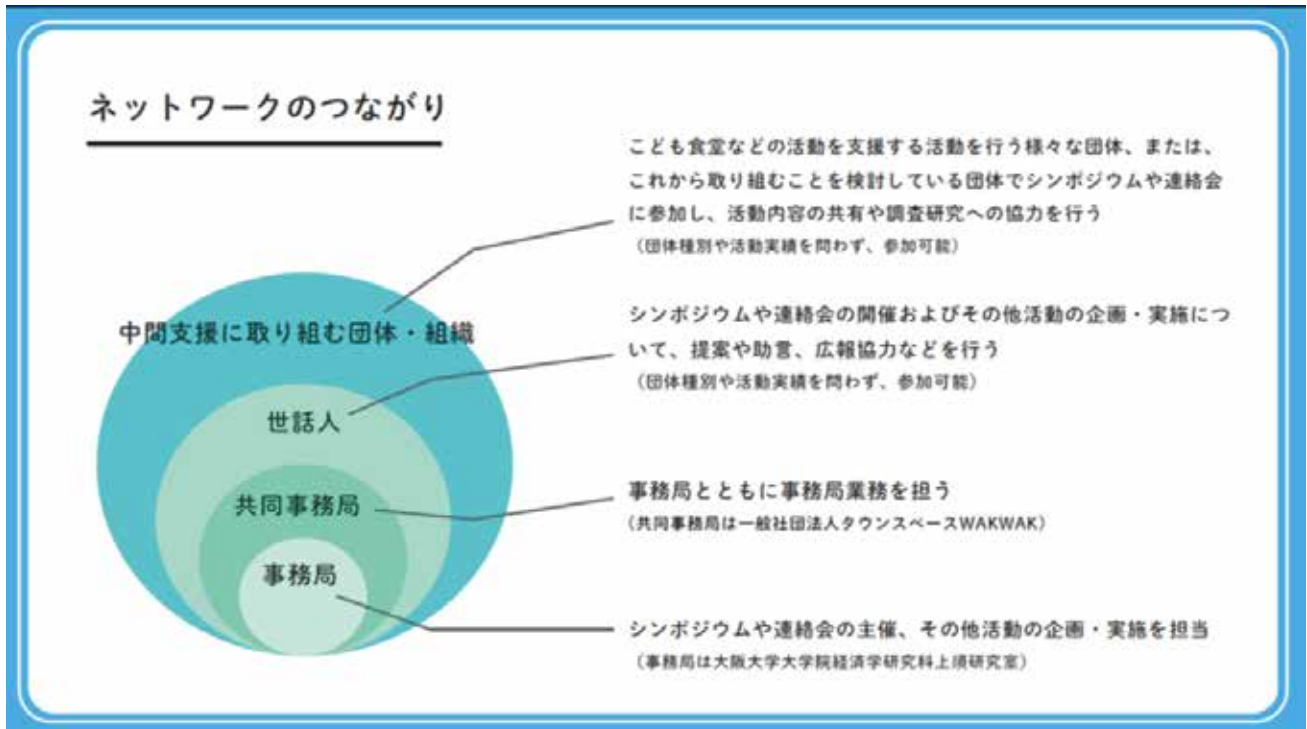 ネットワークのつながり
こども食堂などの活動を支援する活動を行う様々な団体、または、
これから取り組むことを検討している団体でシンポジウムや連絡会
に参加し、活動内容の共有や調査研究への協力を行う
（団体種別や活動実績を問わず、参加可能）
中間支援に取り組む団体・組織
シンポジウムや連絡会の開催およびその他活動の企画・実施につ
いて、提案や助言、広報協力などを行う
（団体種別や活動実績を問わず、参加可能）
世話人
共同事務局
事務局とともに事務局業務を担う
（共同事務局は一般社団法人タウンスペースWAKWAK）
事務局
シンポジウムや連絡会の主催、その他活動の企画・実施を担当
（事務局は大阪大学大学院経済学研究科上須研究室）